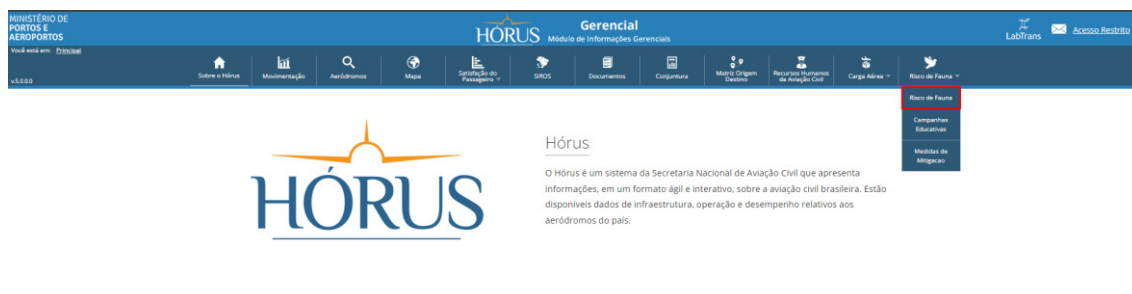 MINISTÉRIO DE
PORTOS E
AEROPORTOS
HÓRUS
Gerencial
Módulo de Informações Gerenciais
LabTrans
Acesso Restrito
Você está em: Principal
v.5.0.6.0
Sobre o Hórus
Movimentação
Aeródromos
Mapa
Satisfação do
Passageiro
SIROS
Documentos
Conjuntura
Matriz Origem
Destino
Recursos Humanos
da Aviação Civil
Carga Aérea
Risco de Fauna
Risco de Fauna
Campanhas
Educativas
Medidas de
Mitigacao
HÓRUS
Hórus
O Hórus é um sistema da Secretaria Nacional de Aviação Civil que apresenta
informações, em um formato ágil e interativo, sobre a aviação civil brasileira. Estão
disponíveis dados de infraestrutura, operação e desempenho relativos aos
aeródromos do país.